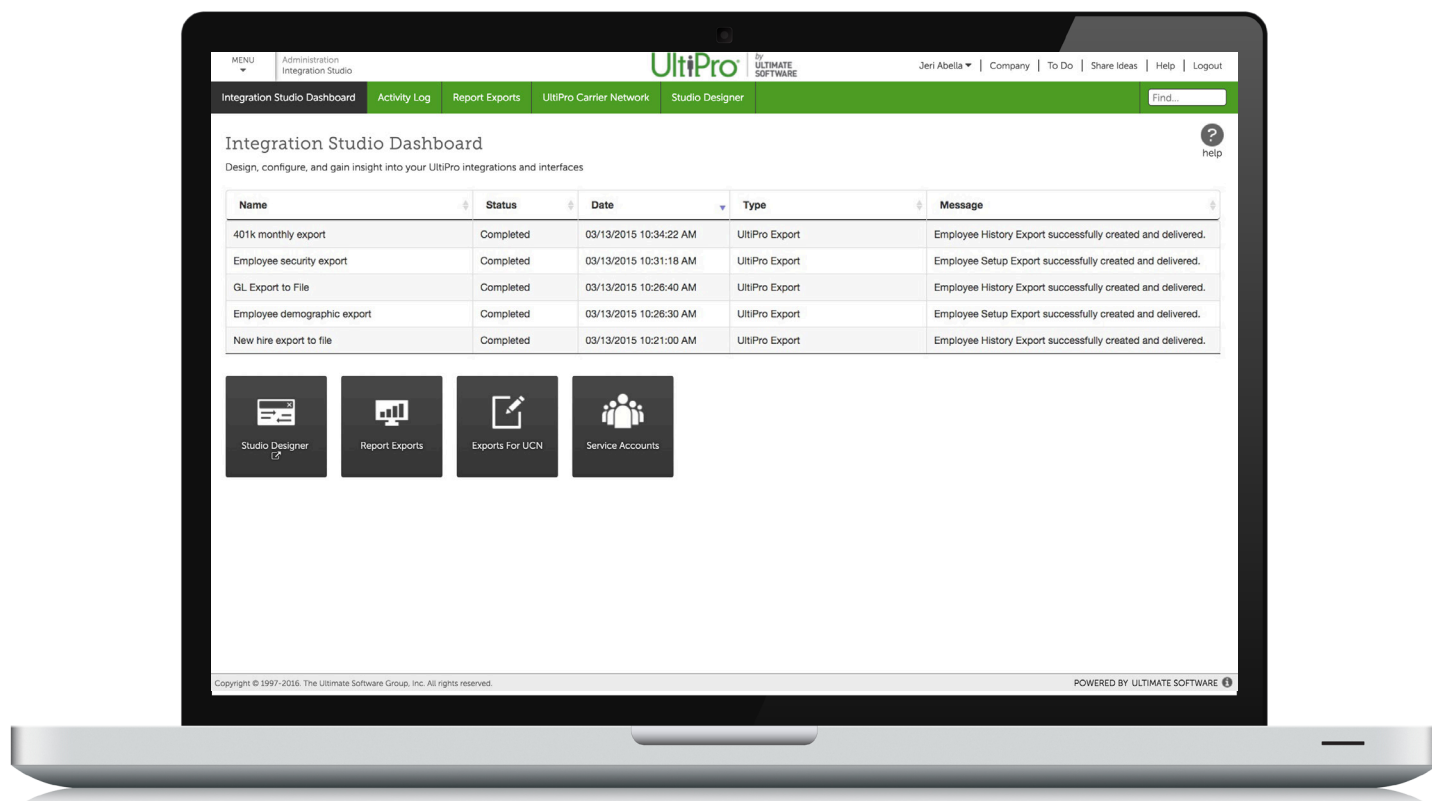 MENU
Administration
Integration Studio
UltiPro by ULTIMATE SOFTWARE
Jeri Abella | Company | To Do | Share Ideas | Help | Logout
Integration Studio Dashboard Activity Log Report Exports UltiPro Carrier Network Studio Designer Find...
Integration Studio Dashboard
? help
Design, configure, and gain insight into your UltiPro integrations and interfaces
Name Status Date Type Message
401k monthly export Completed 03/13/2015 10:34:22 AM UltiPro Export Employee History Export successfully created and delivered.
Employee security export Completed 03/13/2015 10:31:18 AM UltiPro Export Employee Setup Export successfully created and delivered.
GL Export to File Completed 03/13/2015 10:26:40 AM UltiPro Export Employee History Export successfully created and delivered.
Employee demographic export Completed 03/13/2015 10:26:30 AM UltiPro Export Employee Setup Export successfully created and delivered.
New hire export to file Completed 03/13/2015 10:21:00 AM UltiPro Export Employee History Export successfully created and delivered.
Studio Designer Report Exports Exports For UCN Service Accounts
Copyright © 1997-2016. The Ultimate Software Group, Inc. All rights reserved. POWERED BY ULTIMATE SOFTWARE